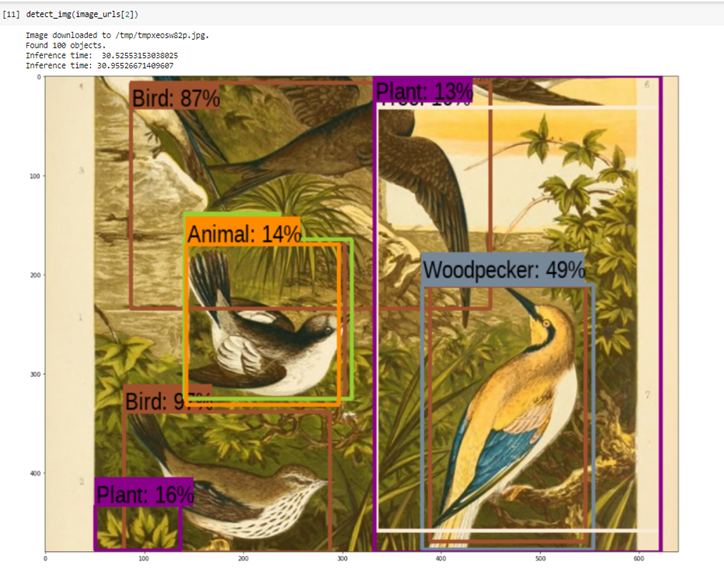 [11] detect_img(image_urls[2])
Image downloaded to /tmp/tmpxeosw82p.jpg.
Found 100 objects.
Inference time:  30.52553153038025
Inference time: 30.95526671409607
Bird: 87%
Plant: 13%
Animal: 14%
Woodpecker: 49%
Bird: 97%
Plant: 16%
0
100
200
300
400
0 100 200 300 400 500 600